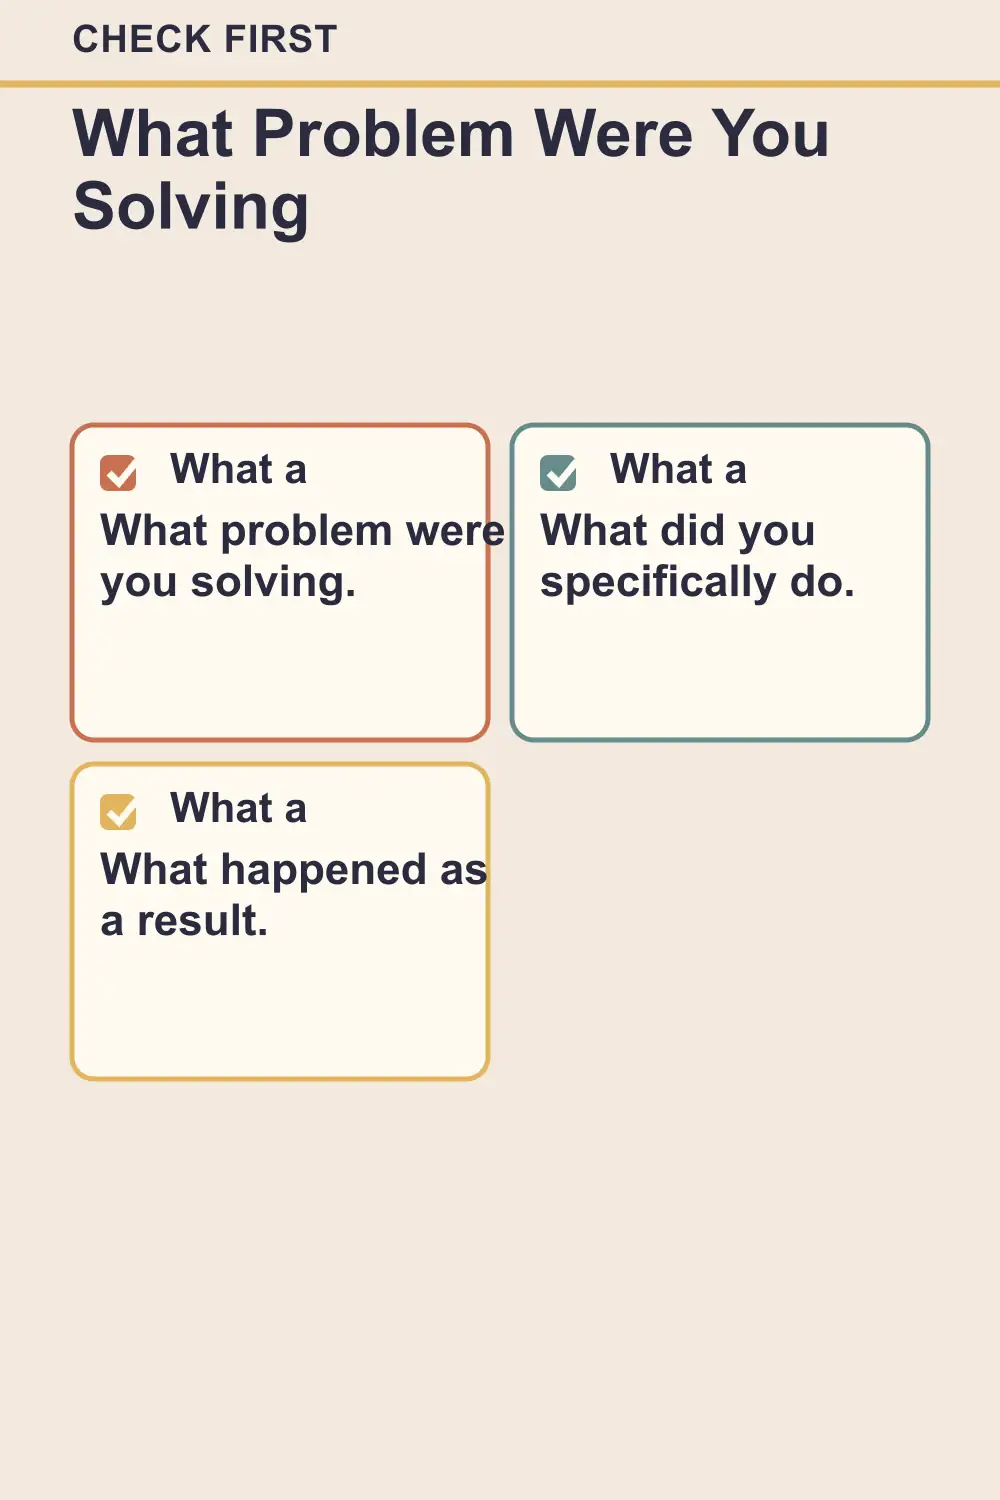 CHECK FIRST
What Problem Were You
Solving
What a
What problem were
you solving.
What a
What did you
specifically do.
What a
What happened as
a result.